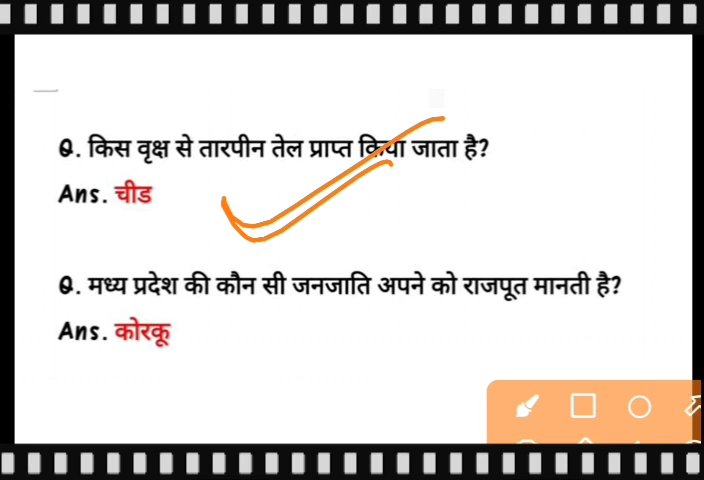 Q. किस वृक्ष से तारपीन तेल प्राप्त किया जाता है?
Ans. चीड
Q. मध्य प्रदेश की कौन सी जनजाति अपने को राजपूत मानती है?
Ans. कोरकू